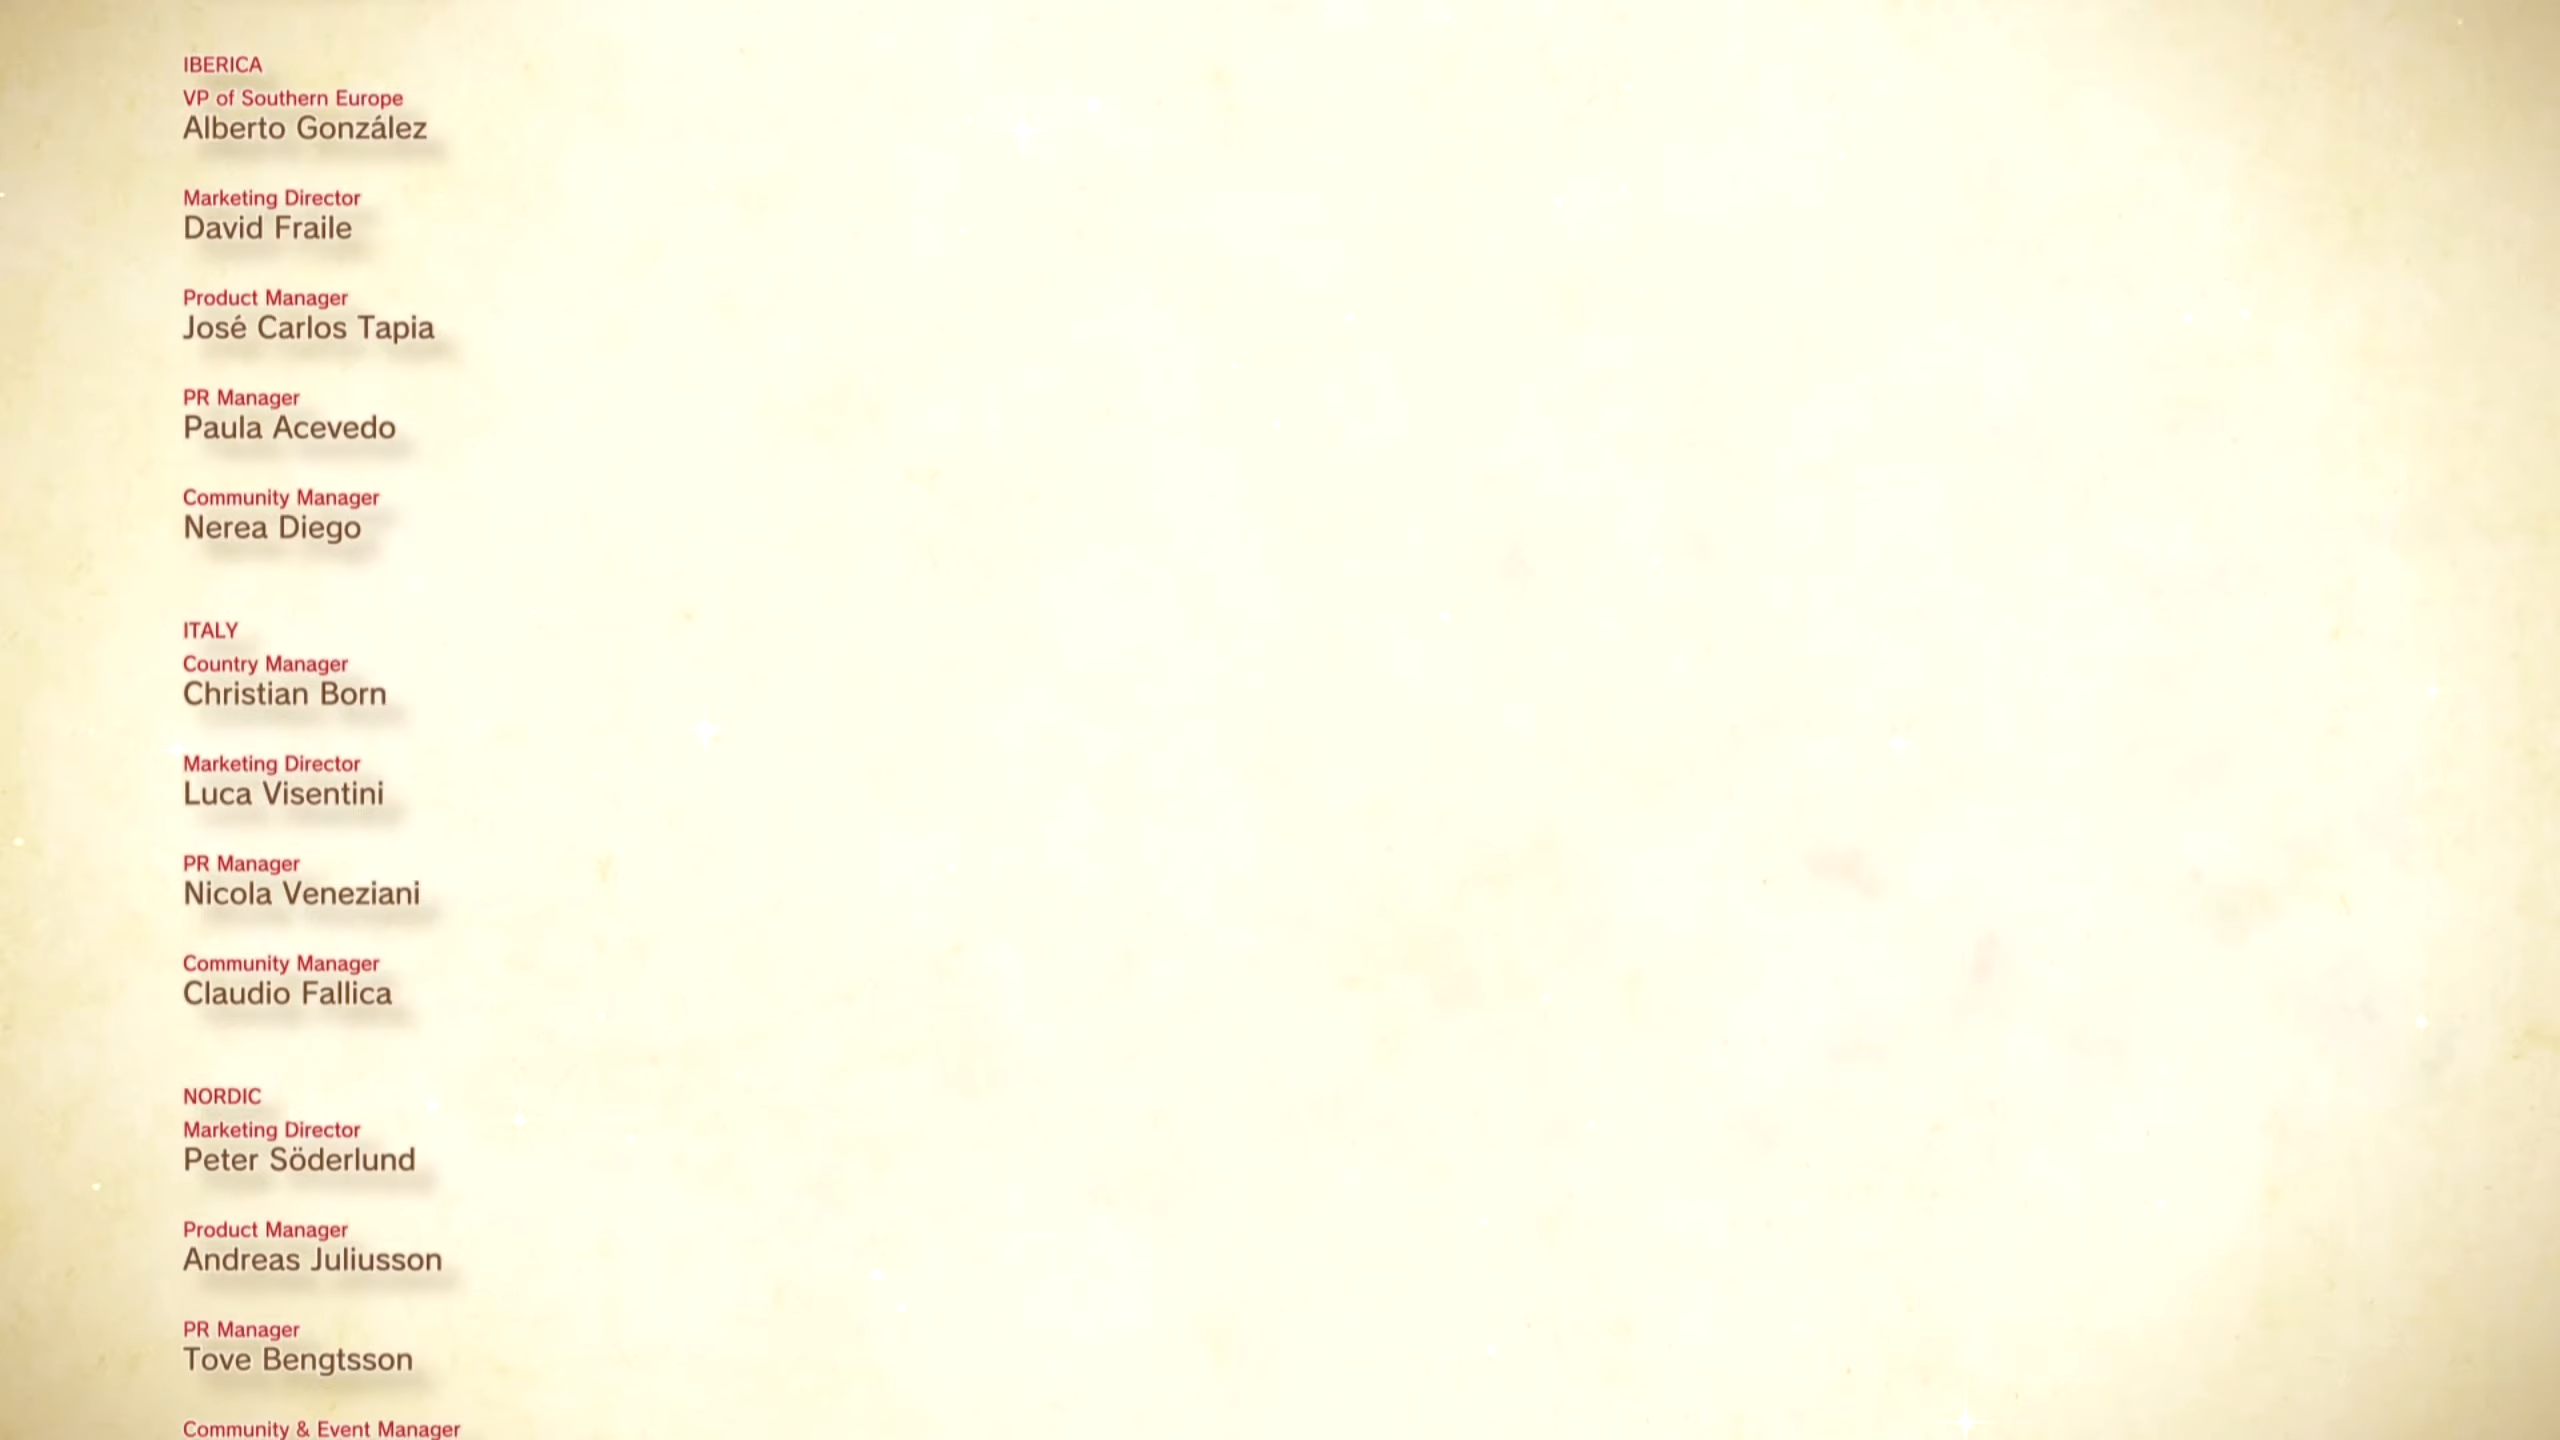 IBERICA
VP of Southern Europe
Alberto González
Marketing Director
David Fraile
Product Manager
José Carlos Tapia
PR Manager
Paula Acevedo
Community Manager
Nerea Diego
ITALY
Country Manager
Christian Born
Marketing Director
Luca Visentini
PR Manager
Nicola Veneziani
Community Manager
Claudio Fallica
NORDIC
Marketing Director
Peter Söderlund
Product Manager
Andreas Juliusson
PR Manager
Tove Bengtsson
Community & Event Manager